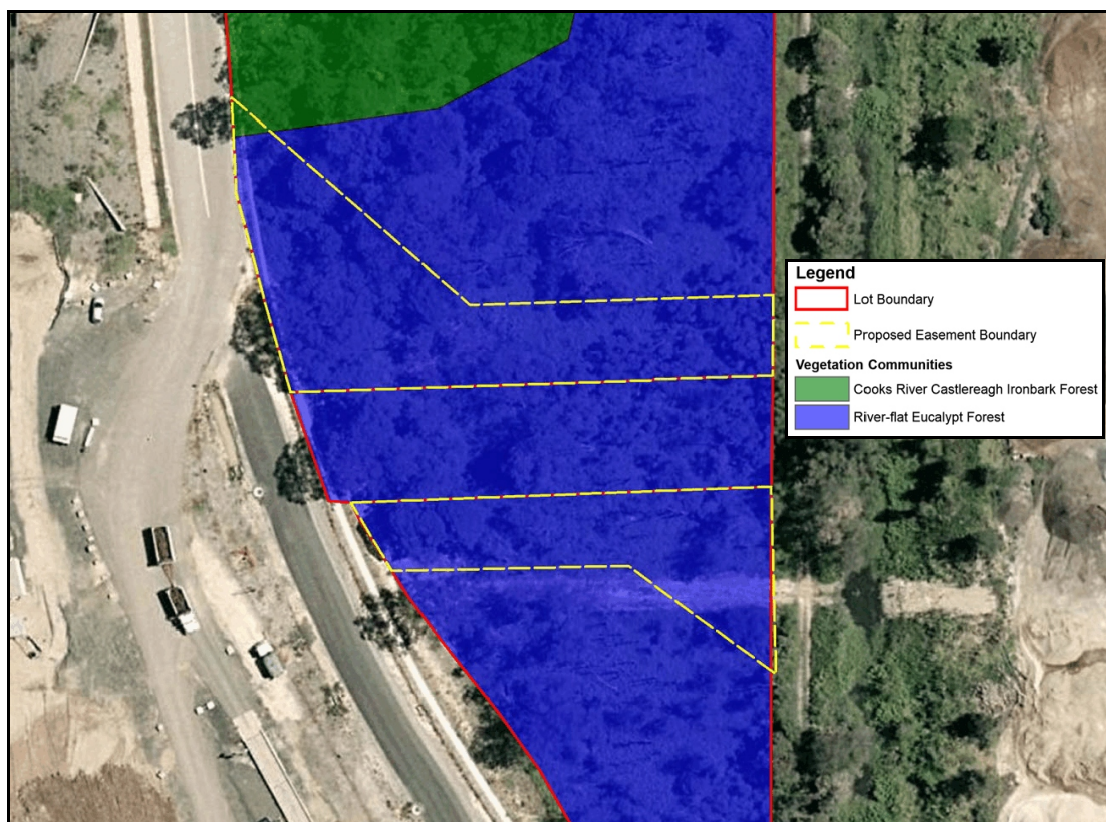 Legend
Lot Boundary
Proposed Easement Boundary
Vegetation Communities
Cooks River Castlereagh Ironbark Forest
River-flat Eucalypt Forest